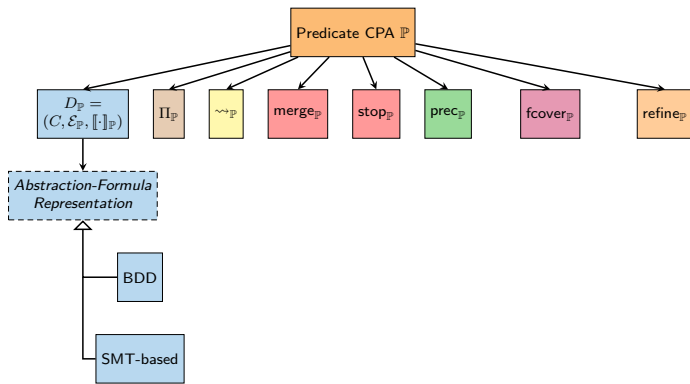 Predicate CPA ℙ
D_ℙ =
(C, ℰ_ℙ, ⟦·⟧_ℙ)
Π_ℙ
⇝_ℙ
merge_ℙ
stop_ℙ
prec_ℙ
fcover_ℙ
refine_ℙ
Abstraction-Formula
Representation
BDD
SMT-based